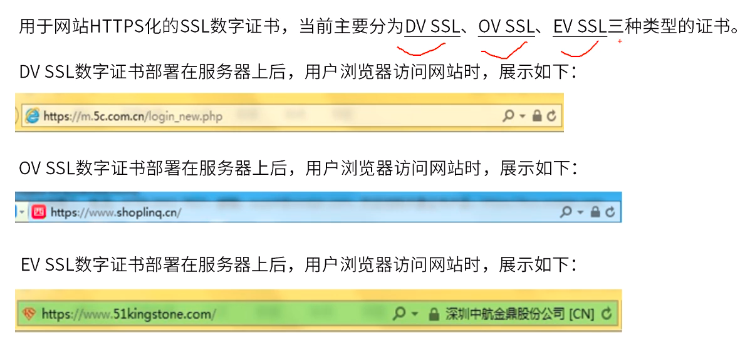 用于网站HTTPS化的SSL数字证书，当前主要分为DV SSL、OV SSL、EV SSL三种类型的证书。
DV SSL数字证书部署在服务器上后，用户浏览器访问网站时，展示如下：
https://m.5c.com.cn/login_new.php
OV SSL数字证书部署在服务器上后，用户浏览器访问网站时，展示如下：
https://www.shoplinq.cn/
EV SSL数字证书部署在服务器上后，用户浏览器访问网站时，展示如下：
https://www.51kingstone.com/ 深圳中航金鼎股份公司 [CN]